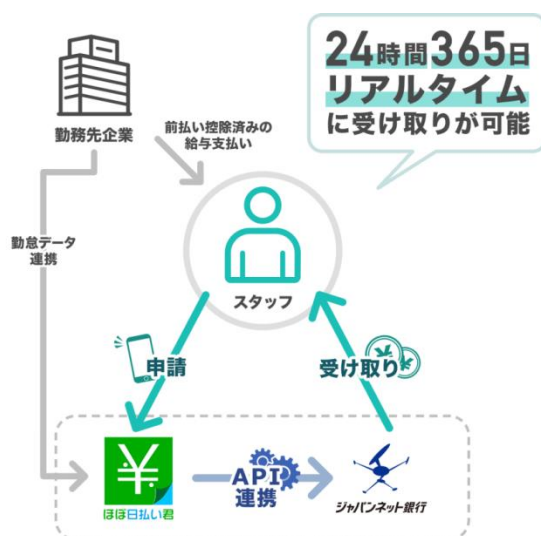 24時間365日
リアルタイム
に受け取りが可能
勤務先企業
前払い控除済みの
給与支払い
勤怠データ
連携
スタッフ
申請
受け取り
¥
ほぼ日払い君
API
連携
ジャパンネット銀行